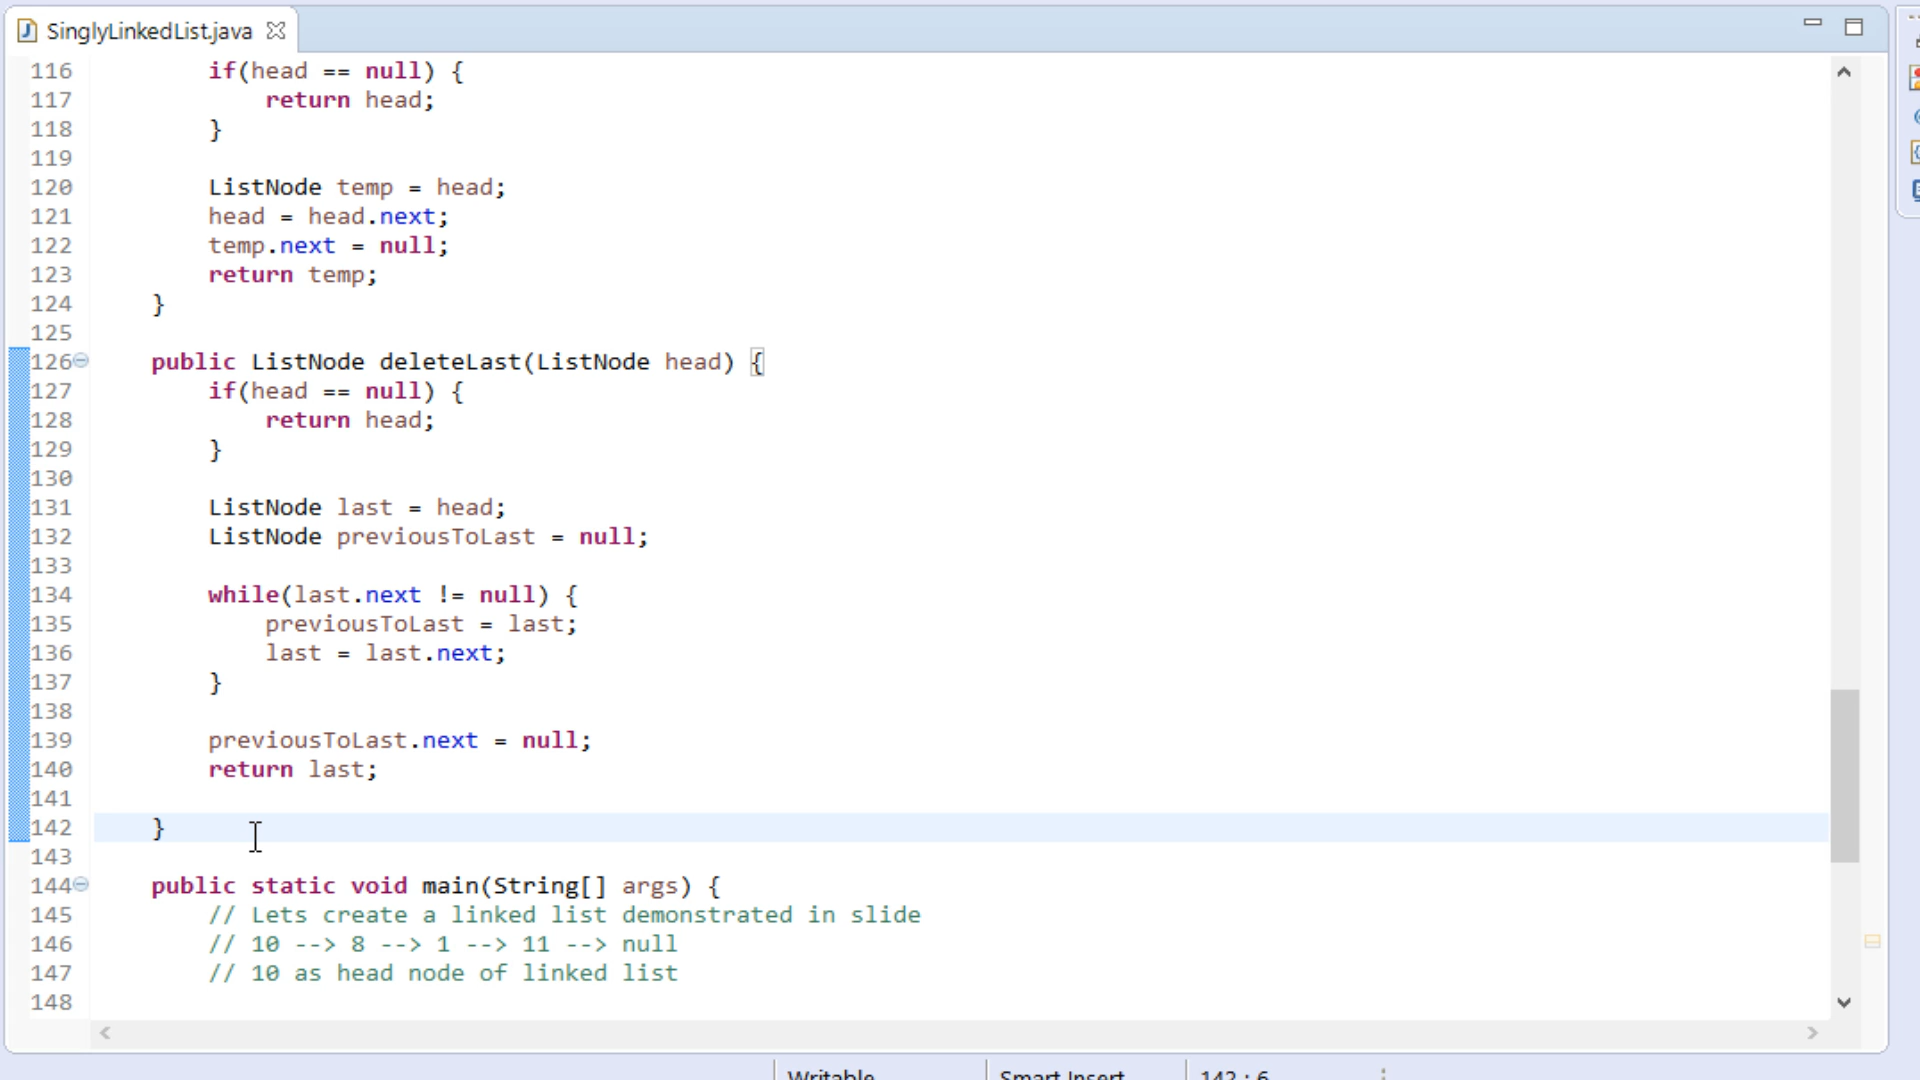 SinglyLinkedList.java
116 if(head == null) {
117 return head;
118 }
119
120 ListNode temp = head;
121 head = head.next;
122 temp.next = null;
123 return temp;
124 }
125
126 public ListNode deleteLast(ListNode head) {
127 if(head == null) {
128 return head;
129 }
130
131 ListNode last = head;
132 ListNode previousToLast = null;
133
134 while(last.next != null) {
135 previousToLast = last;
136 last = last.next;
137 }
138
139 previousToLast.next = null;
140 return last;
141
142 }
143
144 public static void main(String[] args) {
145 // Lets create a linked list demonstrated in slide
146 // 10 --> 8 --> 1 --> 11 --> null
147 // 10 as head node of linked list
148
Writable Smart Insert 142 : 6